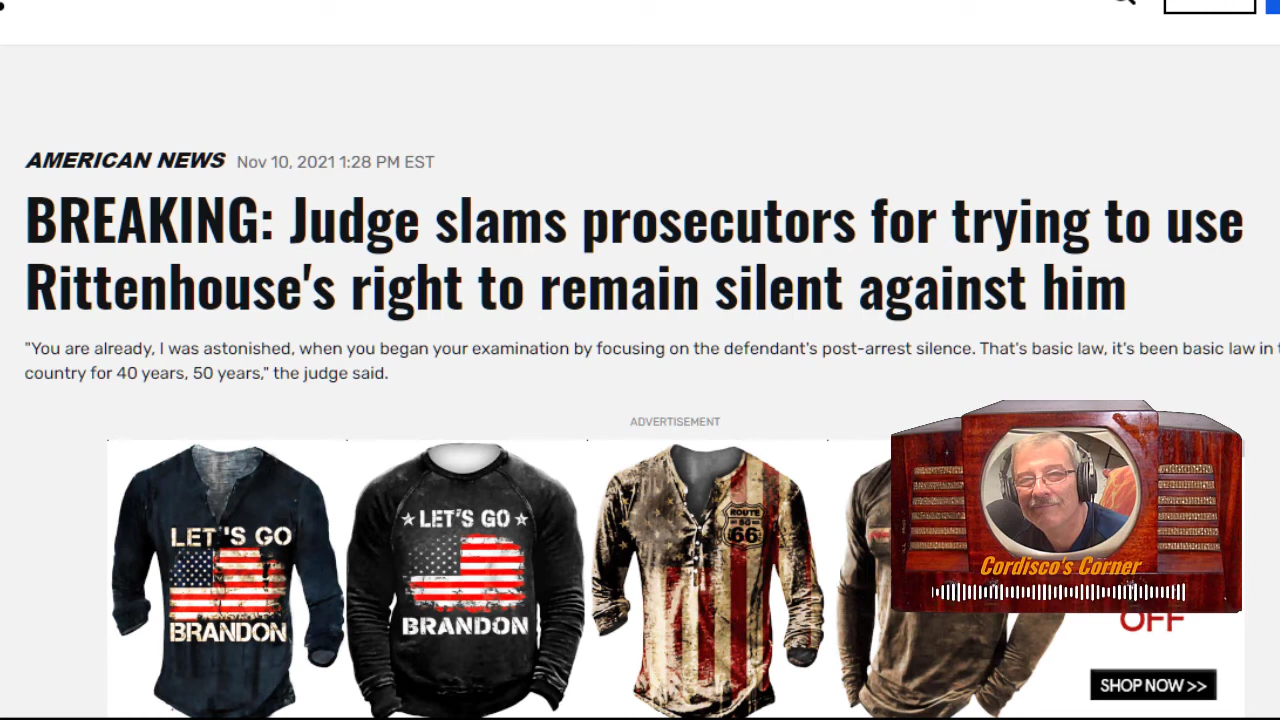 AMERICAN NEWS Nov 10, 2021 1:28 PM EST
BREAKING: Judge slams prosecutors for trying to use
Rittenhouse's right to remain silent against him
"You are already, I was astonished, when you began your examination by focusing on the defendant's post-arrest silence. That's basic law, it's been basic law in
country for 40 years, 50 years," the judge said.
ADVERTISEMENT
LET'S GO
BRANDON
★ LET'S GO ★
BRANDON
ROUTE
66
Cordisco's Corner
OFF
SHOP NOW >>